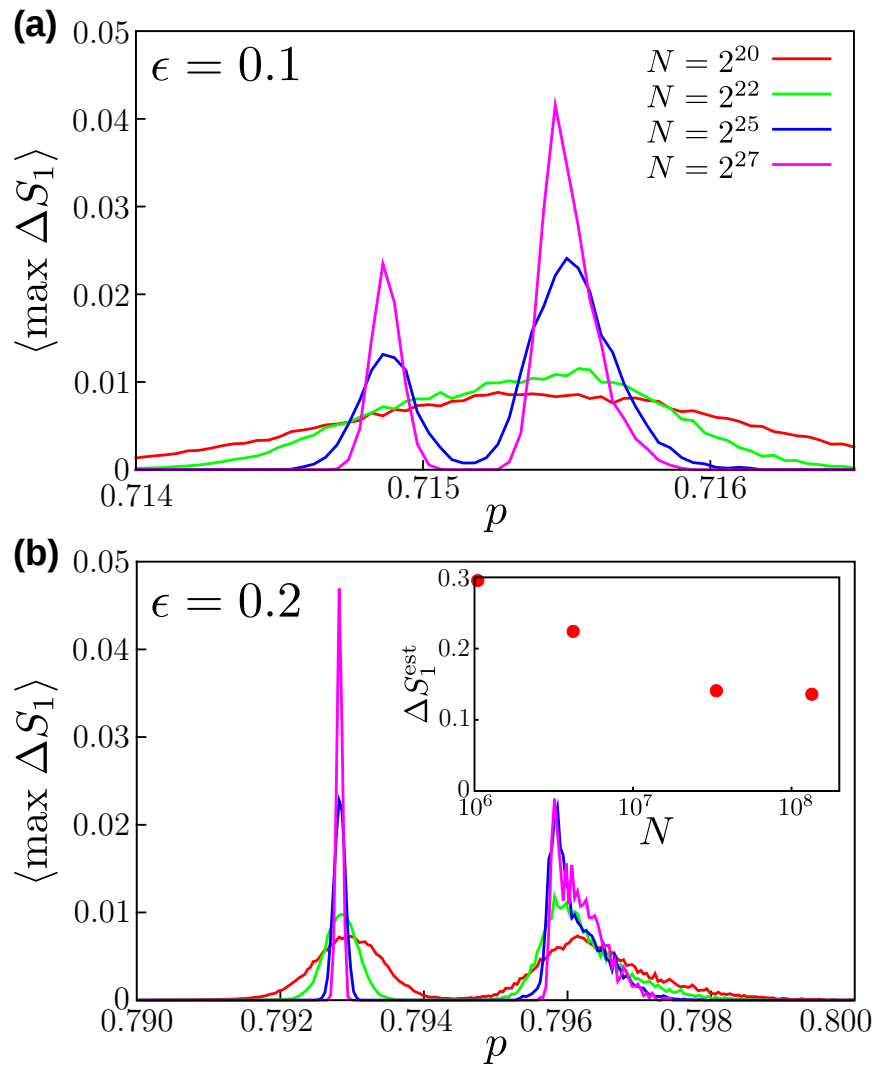 (a)
ϵ = 0.1
N = 2^20
N = 2^22
N = 2^25
N = 2^27
0.05
0.04
0.03
0.02
0.01
0
⟨max ΔS₁⟩
0.714
0.715
0.716
p
(b)
ϵ = 0.2
0.05
0.04
0.03
0.02
0.01
0
⟨max ΔS₁⟩
0.3
0.2
0.1
0
ΔS₁^est
10^6
10^7
10^8
N
0.790
0.792
0.794
0.796
0.798
0.800
p